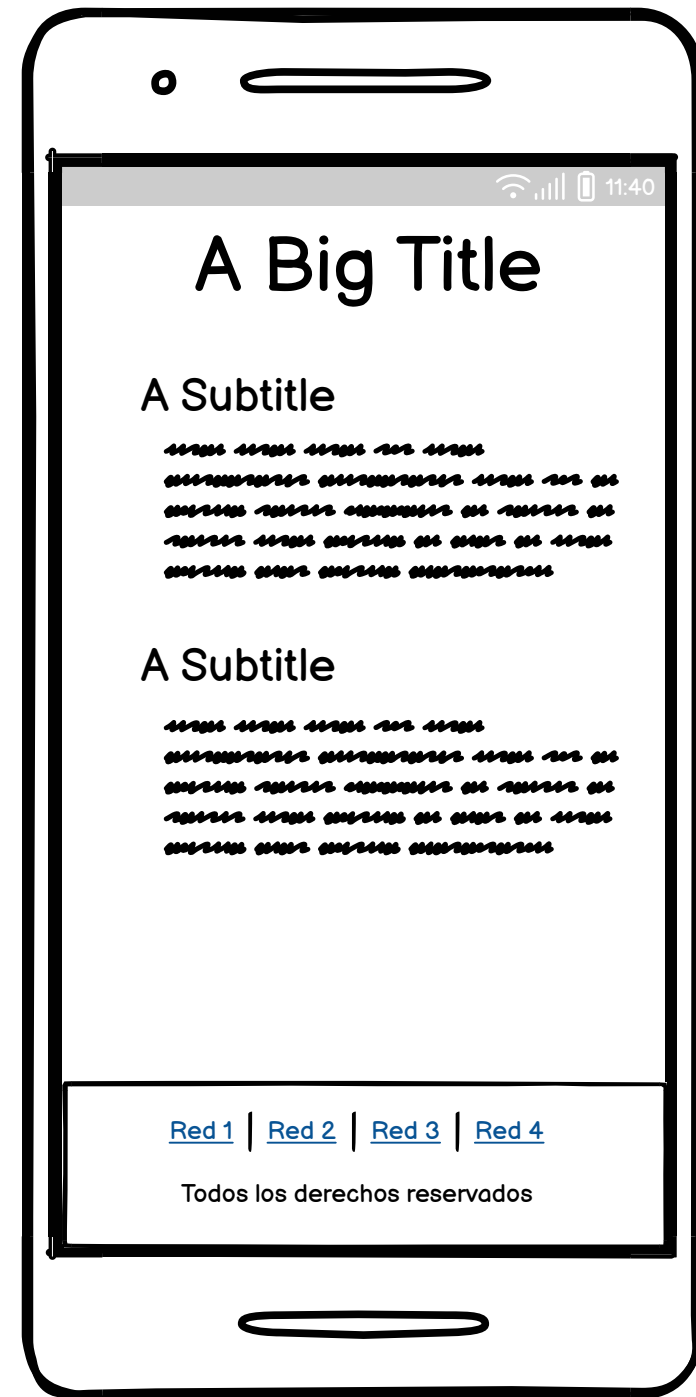 11:40
A Big Title
A Subtitle
A Subtitle
Red 1 | Red 2 | Red 3 | Red 4
Todos los derechos reservados